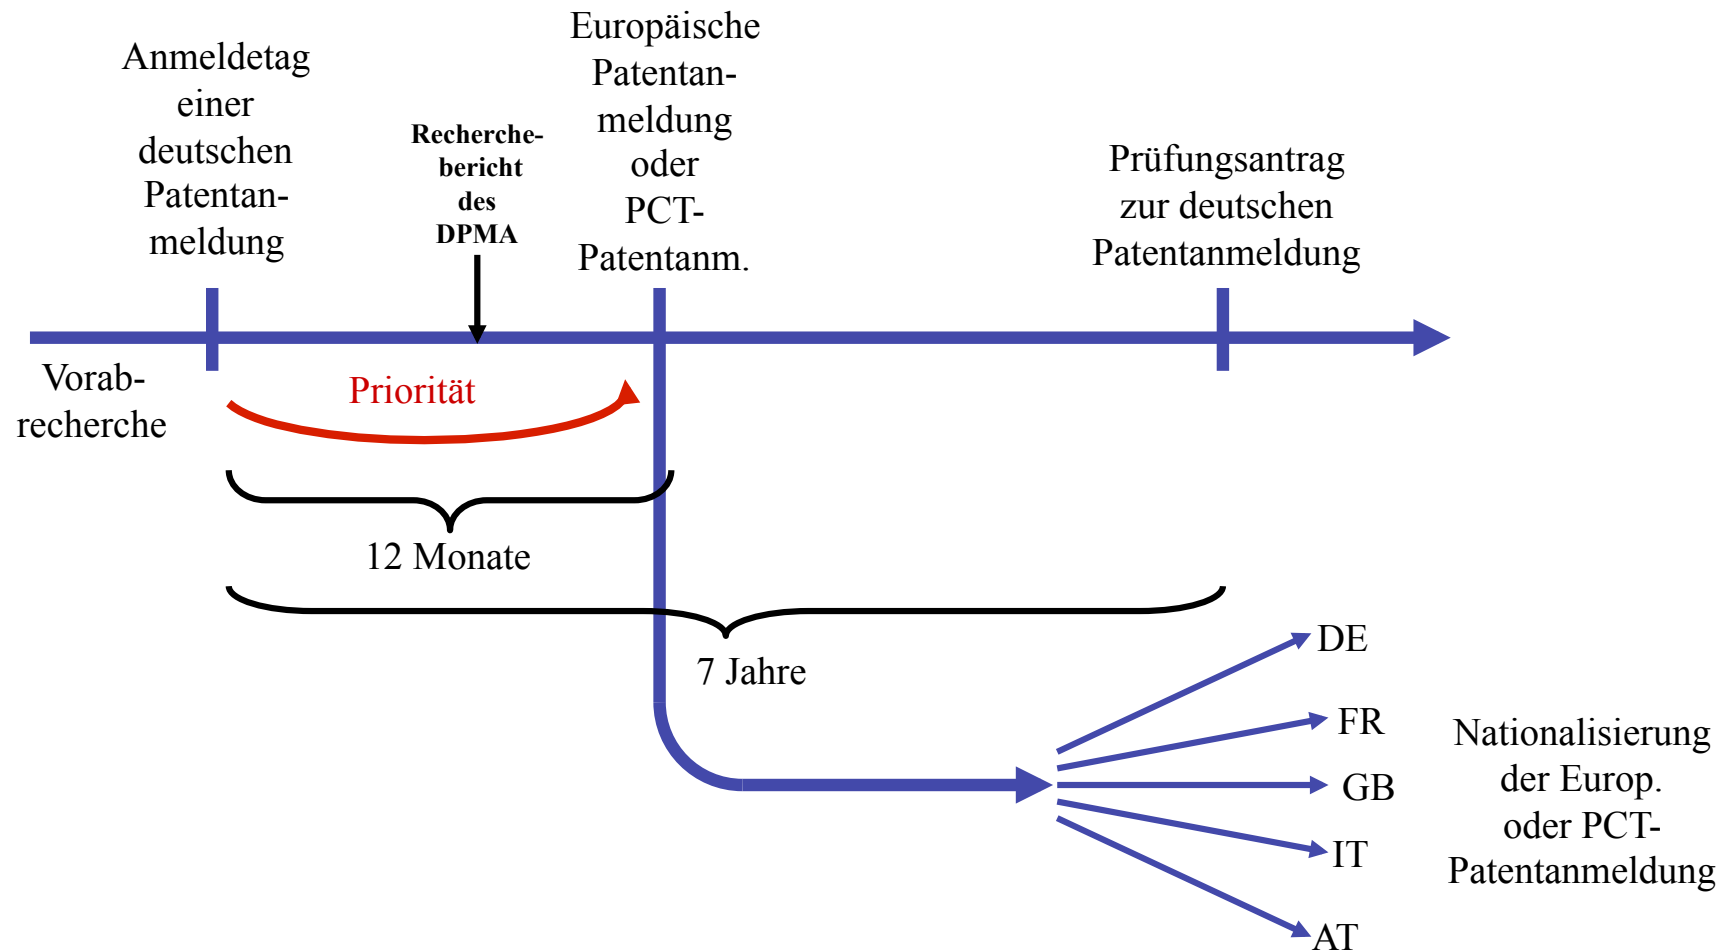 Anmeldetag
einer
deutschen
Patentan-
meldung
Recherche-
bericht
des
DPMA
Europäische
Patentan-
meldung
oder
PCT-
Patentanm.
Prüfungsantrag
zur deutschen
Patentanmeldung
Vorab-
recherche
Priorität
12 Monate
7 Jahre
DE
FR
GB
IT
AT
Nationalisierung
der Europ.
oder PCT-
Patentanmeldung